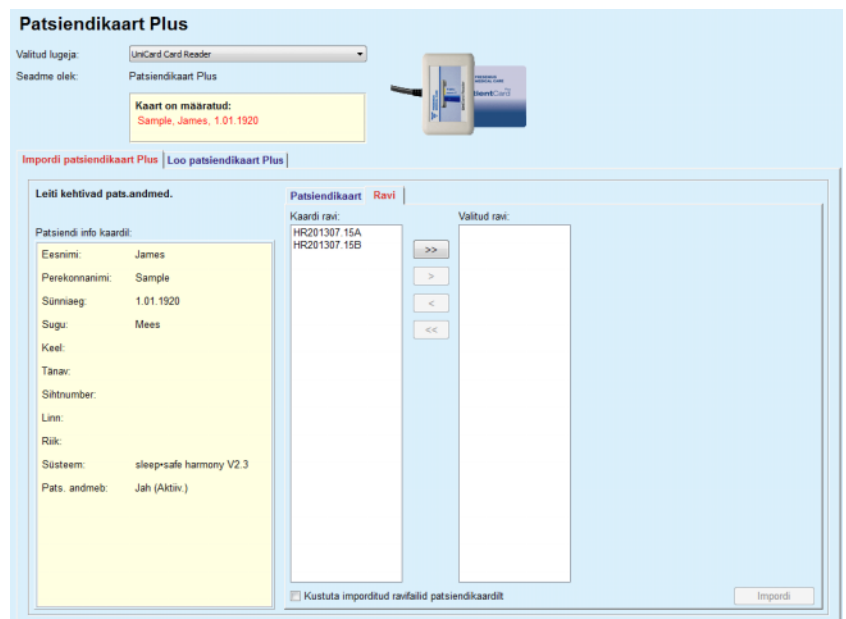 Patsiendikaart Plus
Valitud lugeja: UniCard Card Reader
Seadme olek: Patsiendikaart Plus
Kaart on määratud:
Sample, James, 1.01.1920
FRESENIUS
MEDICAL CARE
Impordi patsiendikaart Plus Loo patsiendikaart Plus
Leiti kehtivad pats.andmed.
Patsiendikaart Ravi
Kaardi ravi: Valitud ravi:
Patsiendi info kaardil:
HR201307.15A
HR201307.15B
>>
>
<
<<
Eesnimi: James
Perekonnanimi: Sample
Sünniaeg: 1.01.1920
Sugu: Mees
Keel:
Tänav:
Sihtnumber:
Linn:
Riik:
Süsteem: sleep•safe harmony V2.3
Pats. andmeb: Jah (Aktiiv.)
Kustuta imporditud ravifailid patsiendikaardilt
Impordi